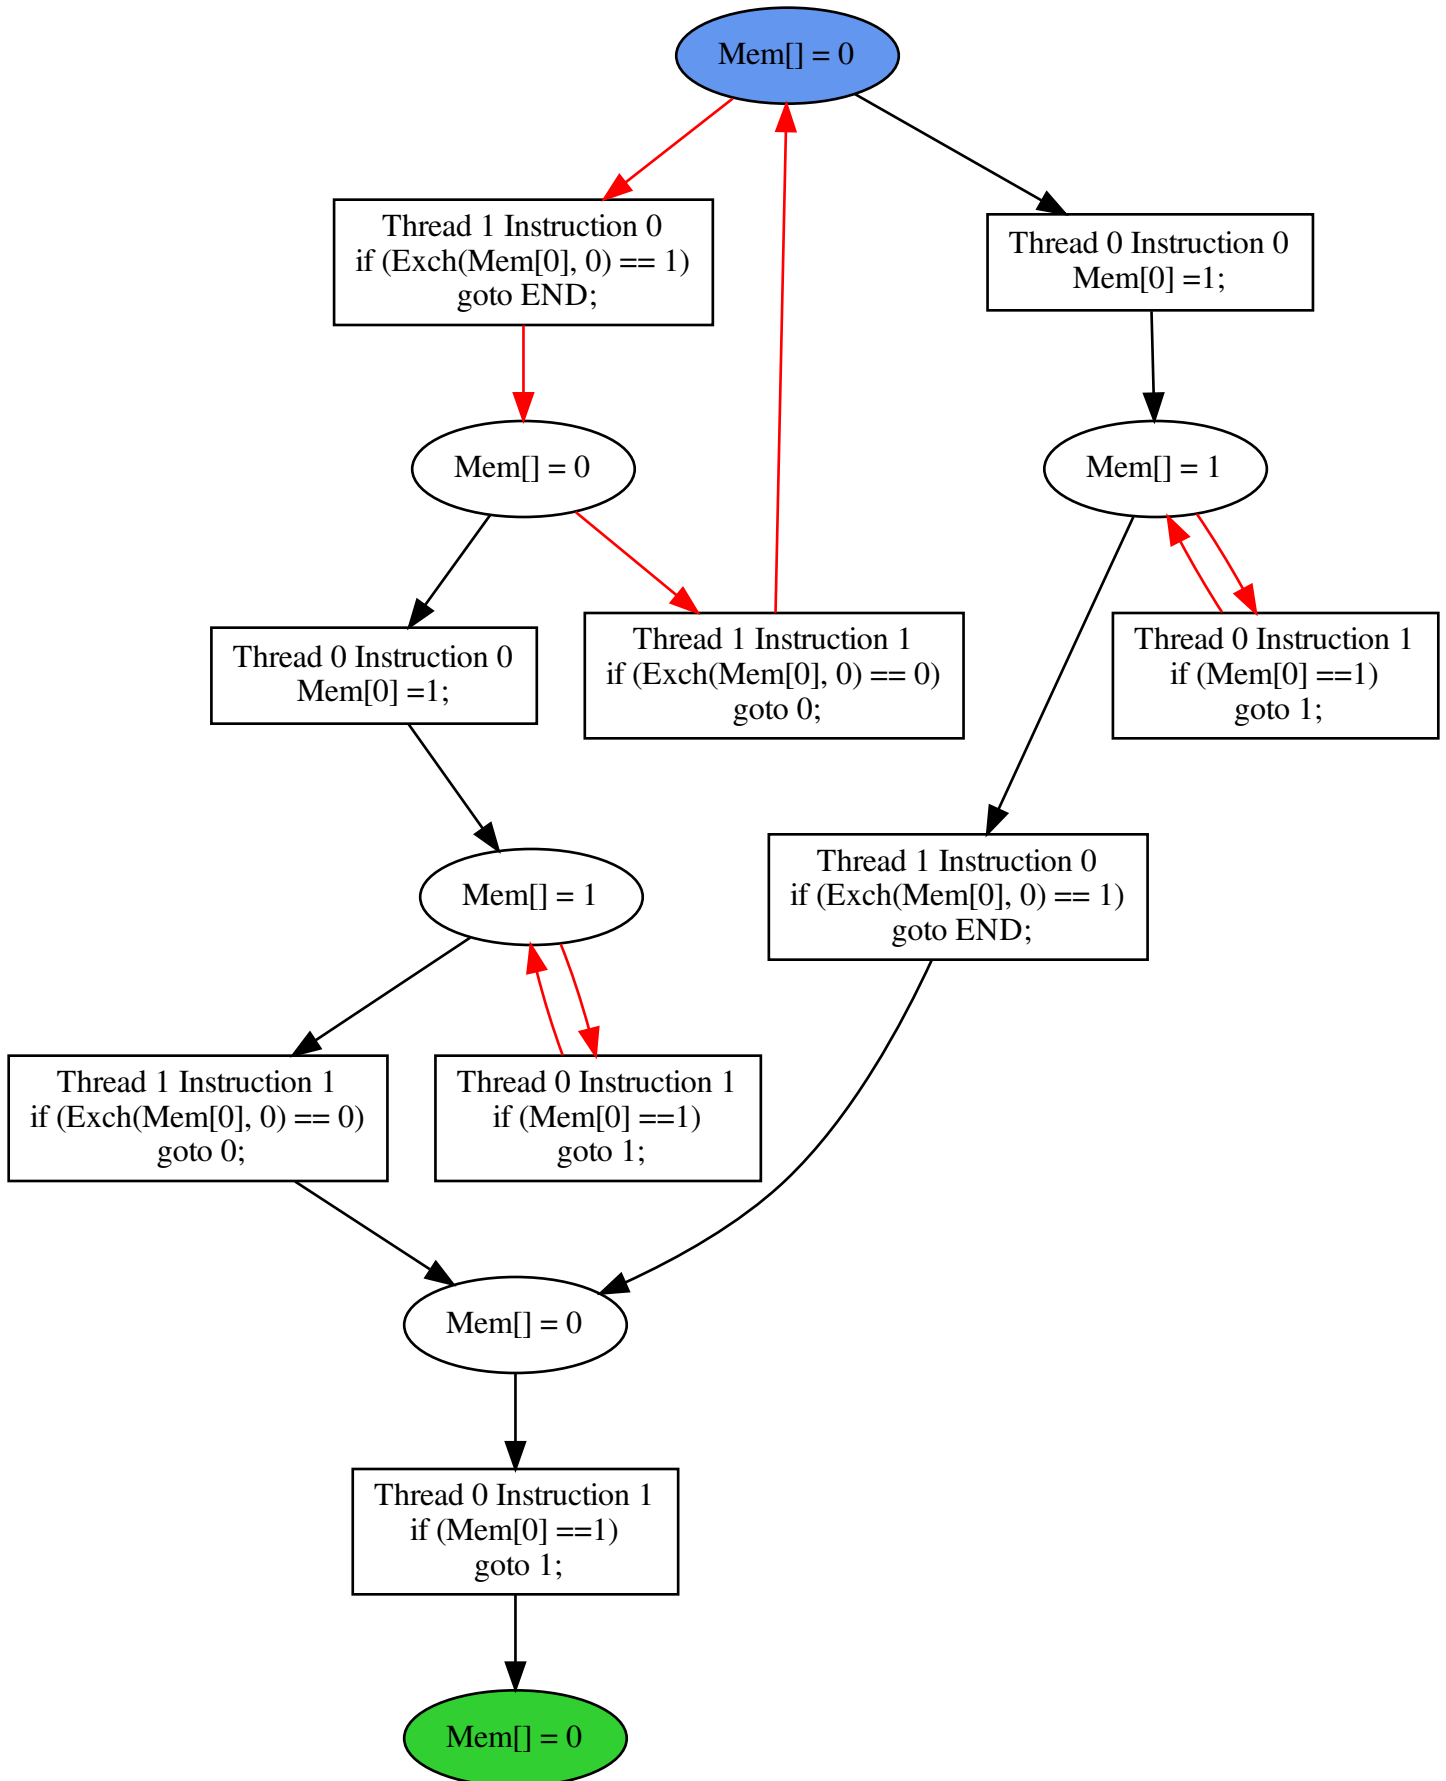 Mem[] = 0
Thread 1 Instruction 0
if (Exch(Mem[0], 0) == 1)
goto END;
Thread 0 Instruction 0
Mem[0] =1;
Mem[] = 0
Mem[] = 1
Thread 0 Instruction 0
Mem[0] =1;
Thread 1 Instruction 1
if (Exch(Mem[0], 0) == 0)
goto 0;
Thread 0 Instruction 1
if (Mem[0] ==1)
goto 1;
Mem[] = 1
Thread 1 Instruction 0
if (Exch(Mem[0], 0) == 1)
goto END;
Thread 1 Instruction 1
if (Exch(Mem[0], 0) == 0)
goto 0;
Thread 0 Instruction 1
if (Mem[0] ==1)
goto 1;
Mem[] = 0
Thread 0 Instruction 1
if (Mem[0] ==1)
goto 1;
Mem[] = 0